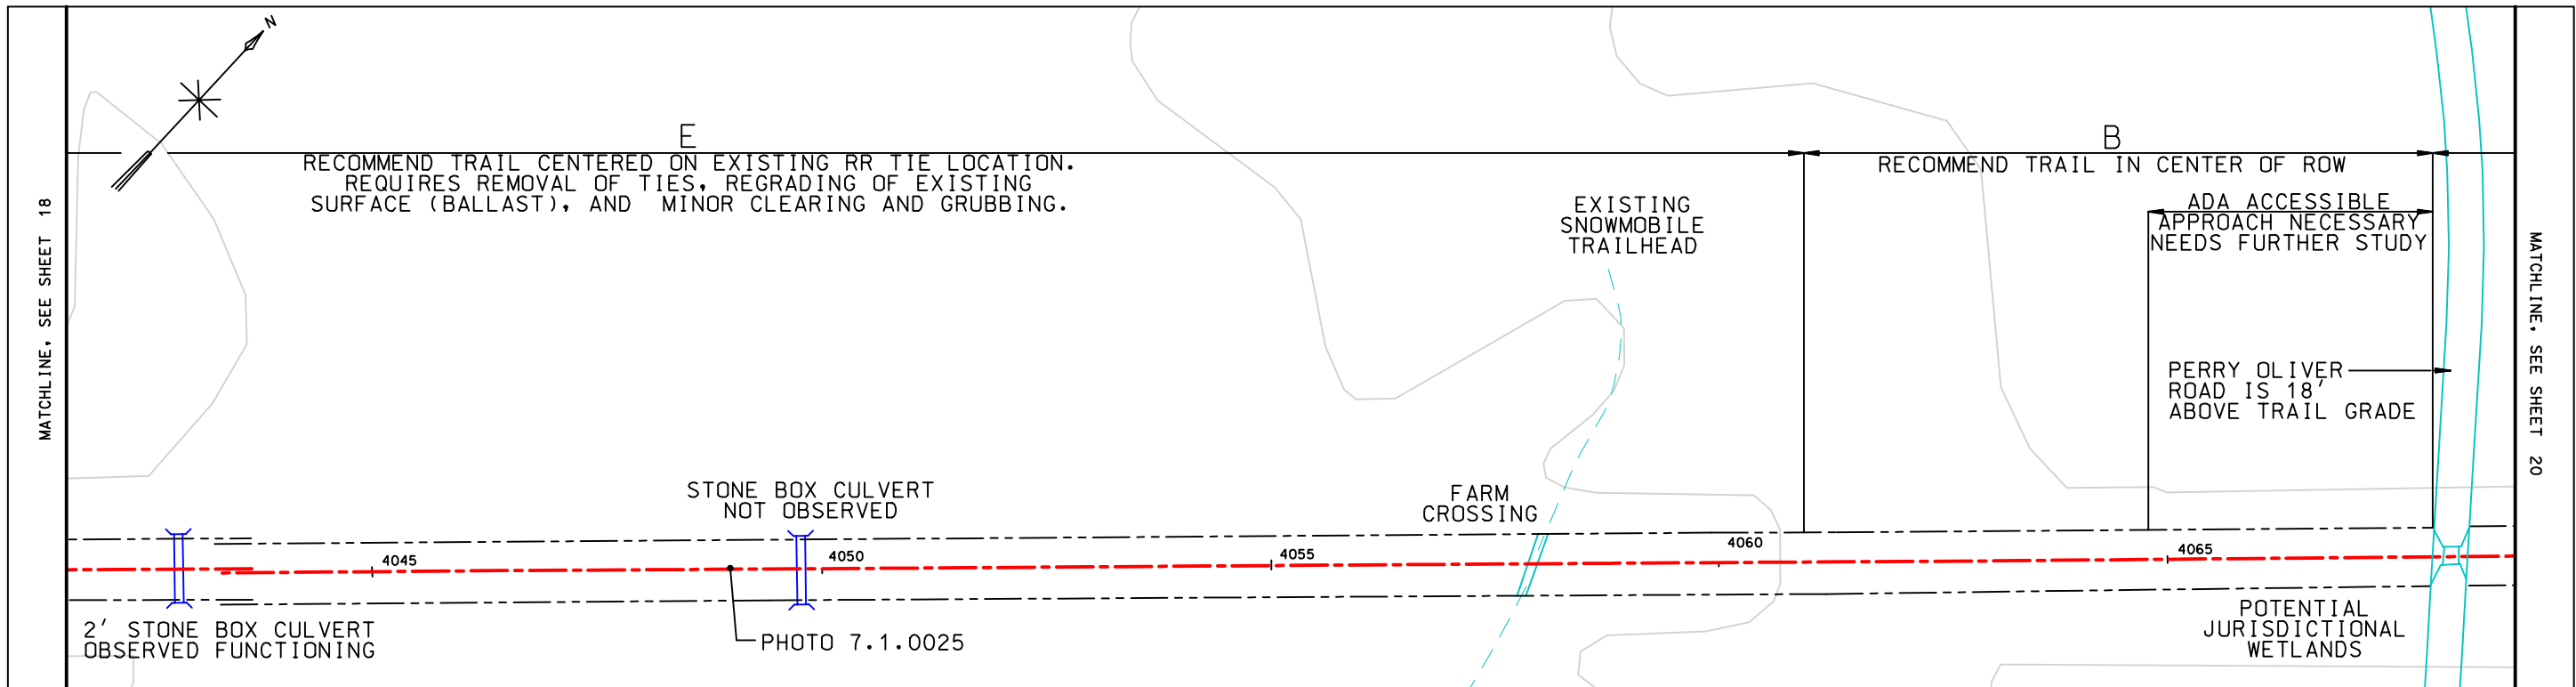 N
E
RECOMMEND TRAIL CENTERED ON EXISTING RR TIE LOCATION.
REQUIRES REMOVAL OF TIES, REGRADING OF EXISTING
SURFACE (BALLAST), AND MINOR CLEARING AND GRUBBING.
B
RECOMMEND TRAIL IN CENTER OF ROW
ADA ACCESSIBLE
APPROACH NECESSARY
NEEDS FURTHER STUDY
EXISTING
SNOWMOBILE
TRAILHEAD
MATCHLINE, SEE SHEET 18
MATCHLINE, SEE SHEET 20
PERRY OLIVER
ROAD IS 18'
ABOVE TRAIL GRADE
STONE BOX CULVERT
NOT OBSERVED
FARM
CROSSING
4045
4050
4055
4060
4065
2' STONE BOX CULVERT
OBSERVED FUNCTIONING
PHOTO 7.1.0025
POTENTIAL
JURISDICTIONAL
WETLANDS